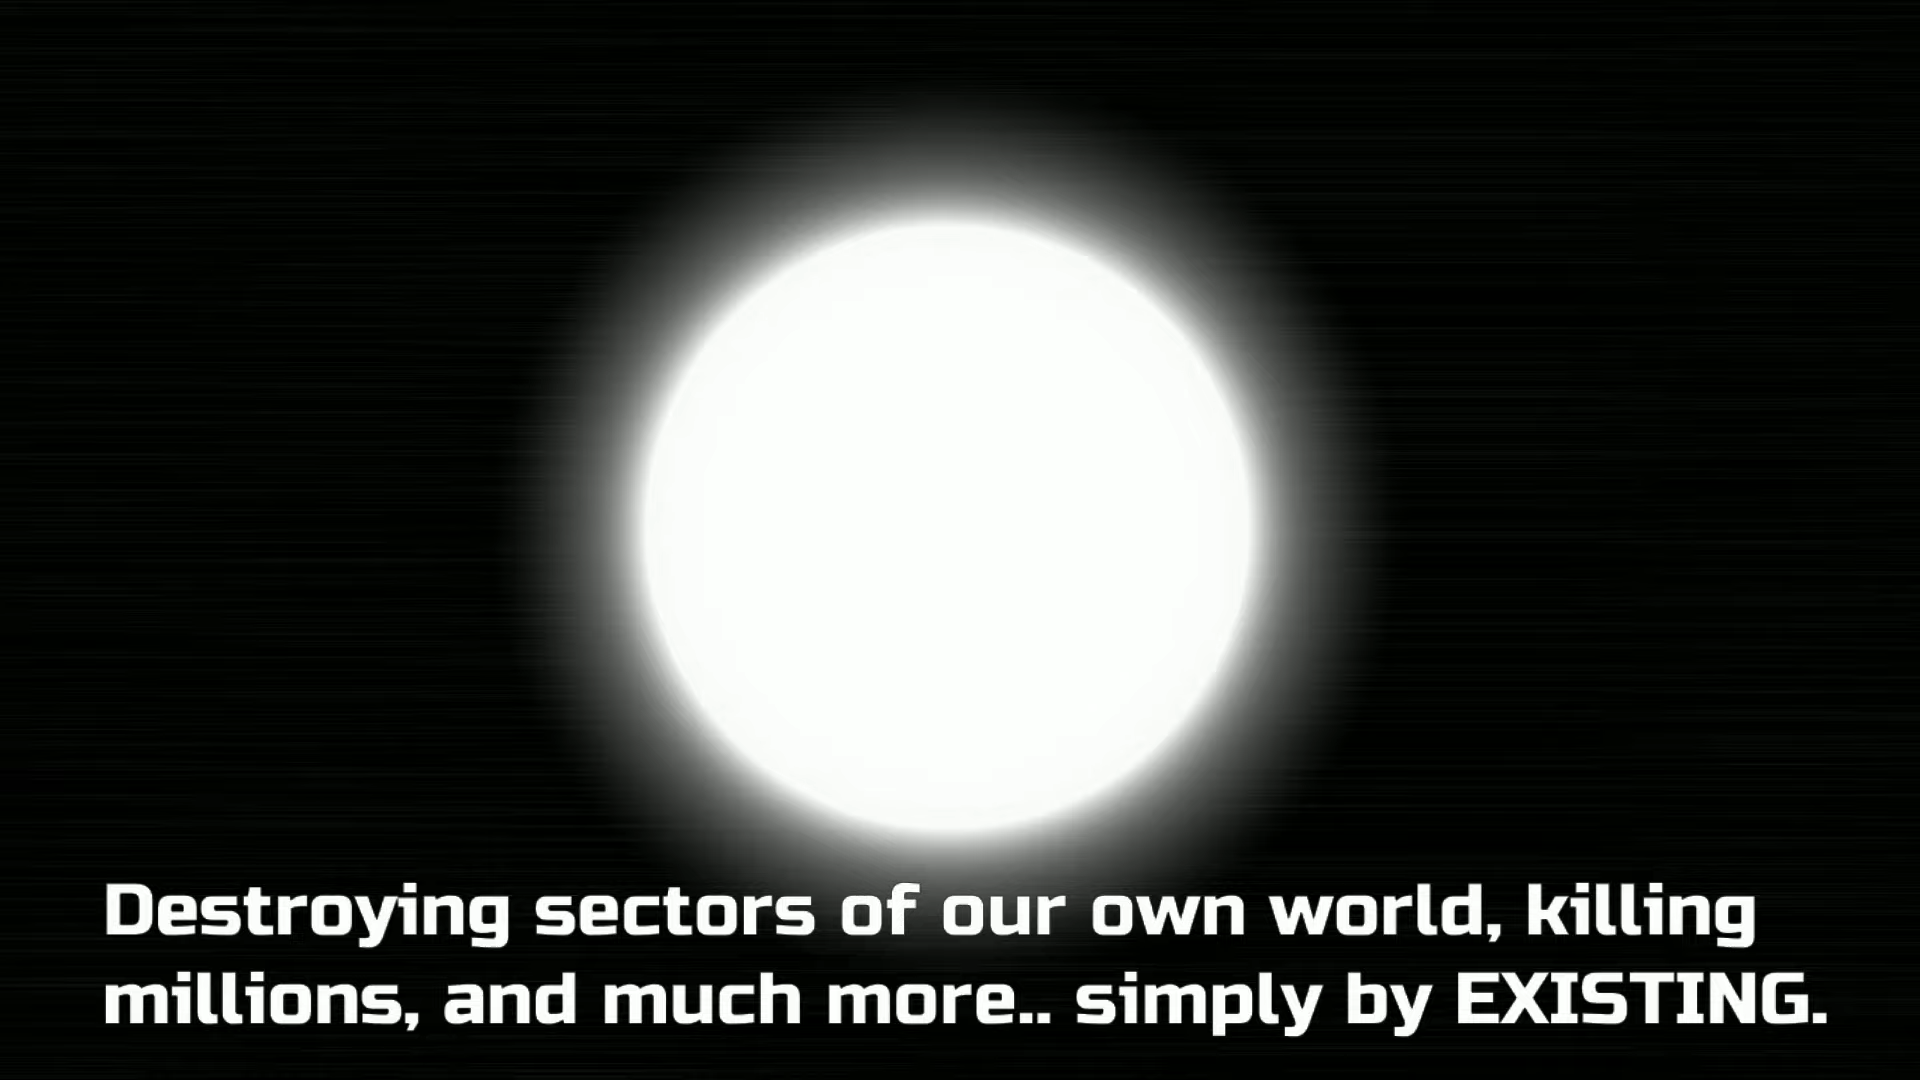 Destroying sectors of our own world, killing
millions, and much more.. simply by EXISTING.